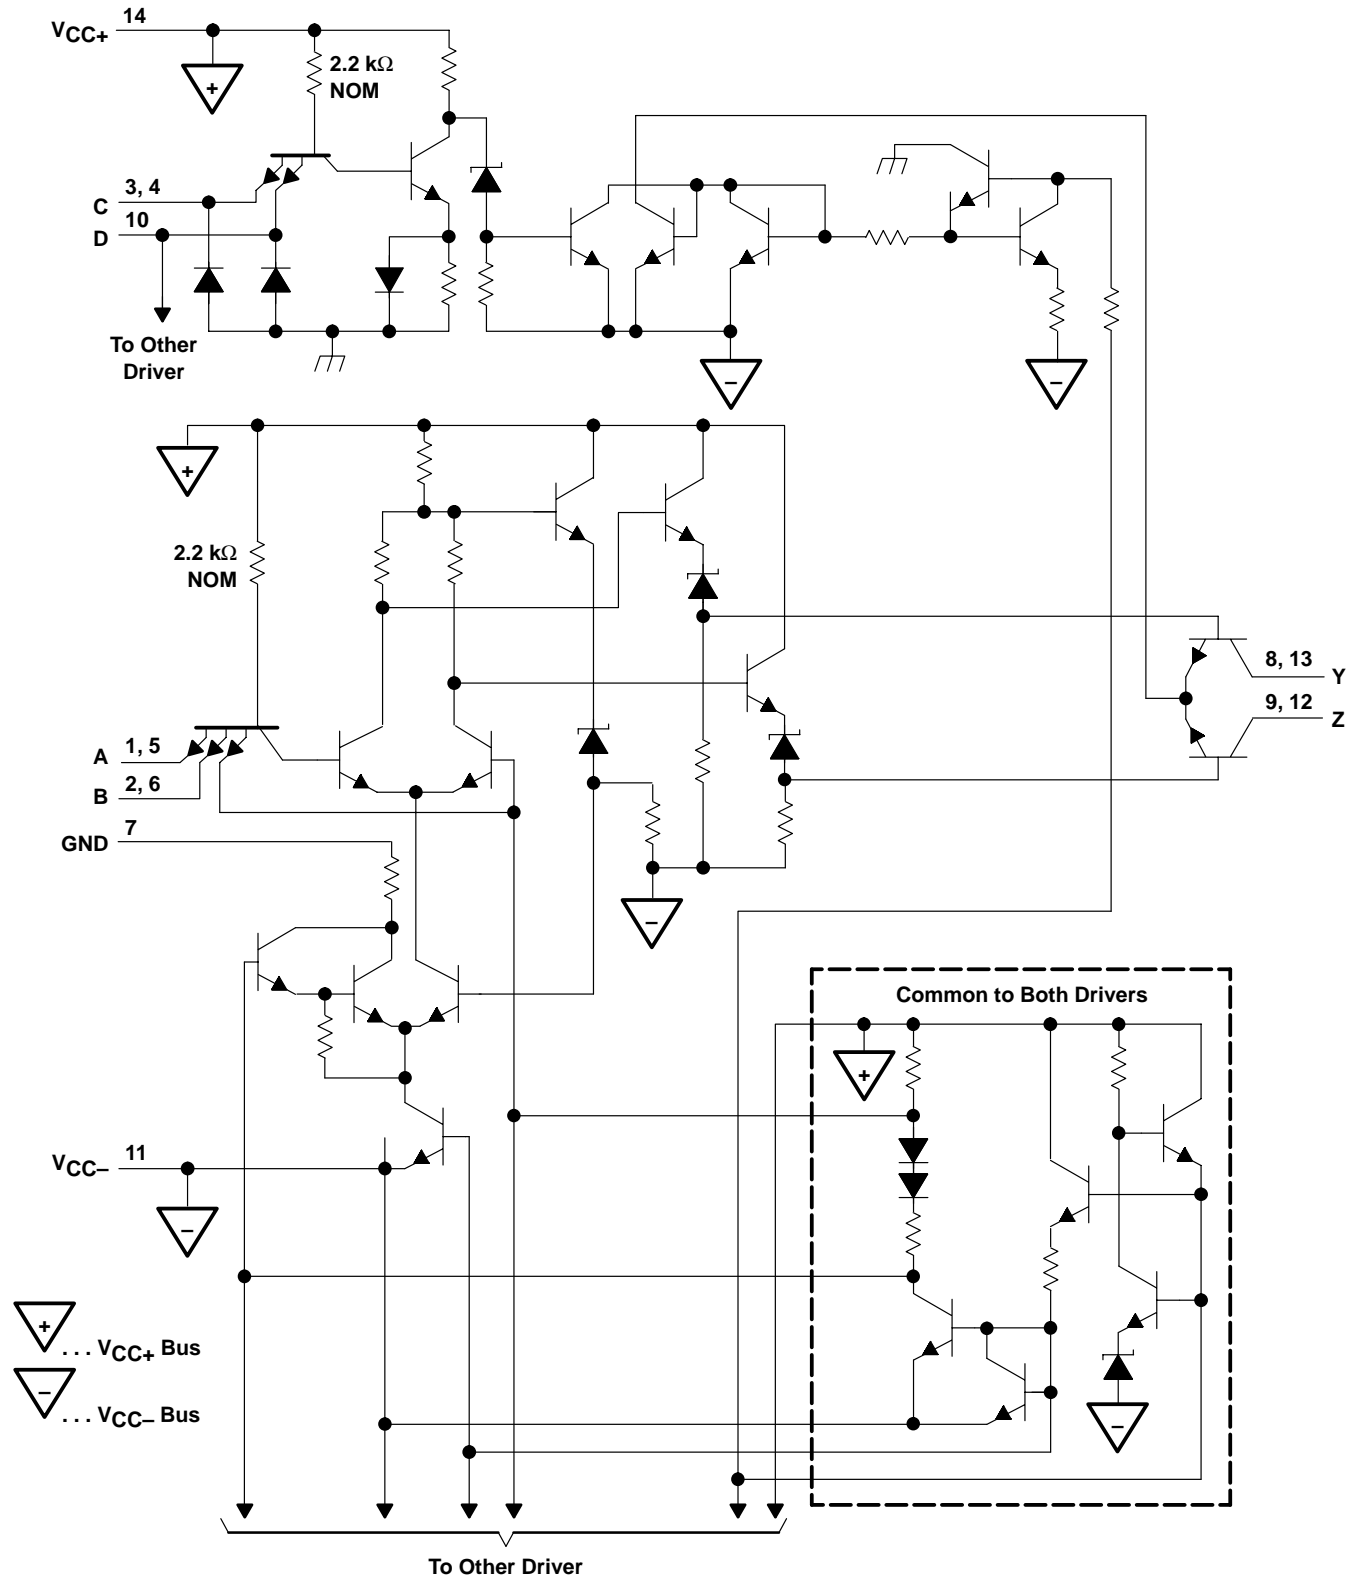 VCC+
14
2.2 kΩ
NOM
+
C
3, 4
D
10
To Other
Driver
–
–
+
2.2 kΩ
NOM
8, 13
Y
9, 12
Z
A
1, 5
B
2, 6
GND
7
–
Common to Both Drivers
+
VCC–
11
–
+
. . . VCC+ Bus
–
. . . VCC– Bus
–
To Other Driver